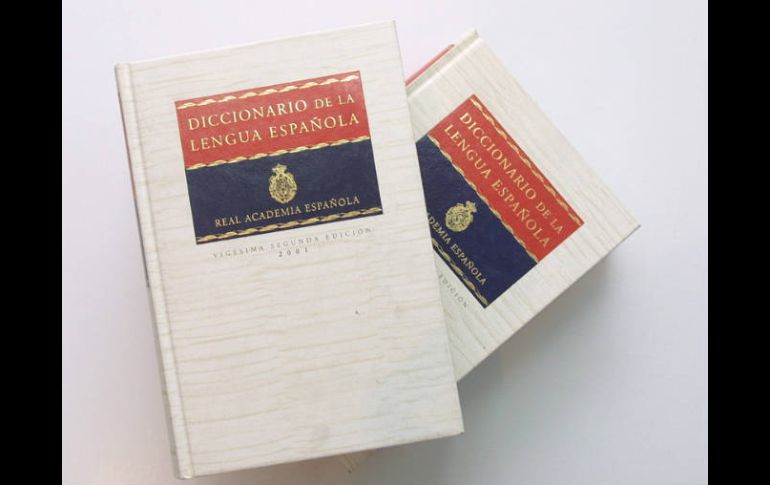 DICCIONARIO DE LA
LENGUA ESPAÑOLA
REAL ACADEMIA ESPAÑOLA
VIGÉSIMA SEGUNDA EDICIÓN
2001
DICCIONARIO DE LA
LENGUA ESPAÑOLA
ESPAÑOLA
EDICIÓN